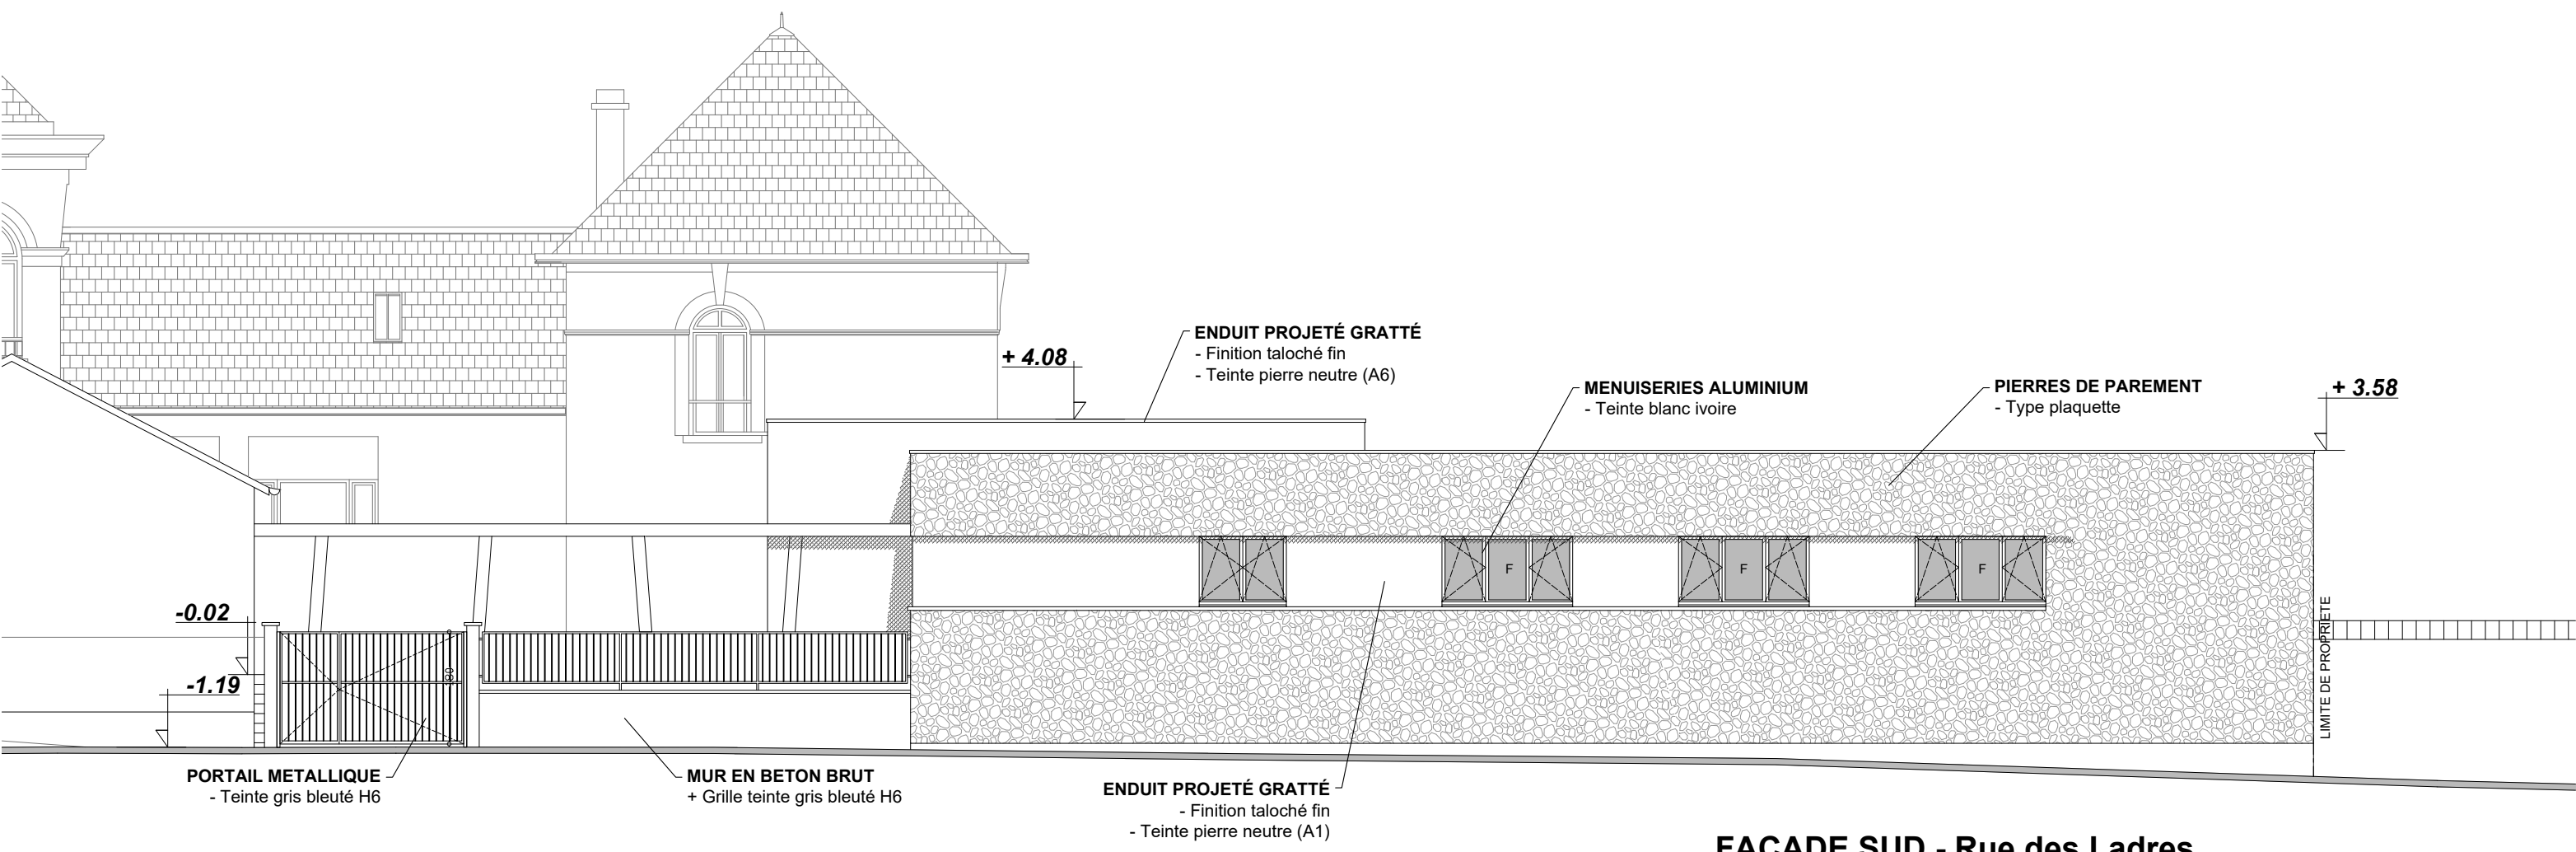 ENDUIT PROJETÉ GRATTÉ
- Finition taloché fin
- Teinte pierre neutre (A6)
+ 4.08
MENUISERIES ALUMINIUM
- Teinte blanc ivoire
PIERRES DE PAREMENT
- Type plaquette
+ 3.58
F
F
F
-0.02
-1.19
LIMITE DE PROPRIETE
PORTAIL METALLIQUE
- Teinte gris bleuté H6
MUR EN BETON BRUT
+ Grille teinte gris bleuté H6
ENDUIT PROJETÉ GRATTÉ
- Finition taloché fin
- Teinte pierre neutre (A1)
FACADE SUD - Rue des Ladres